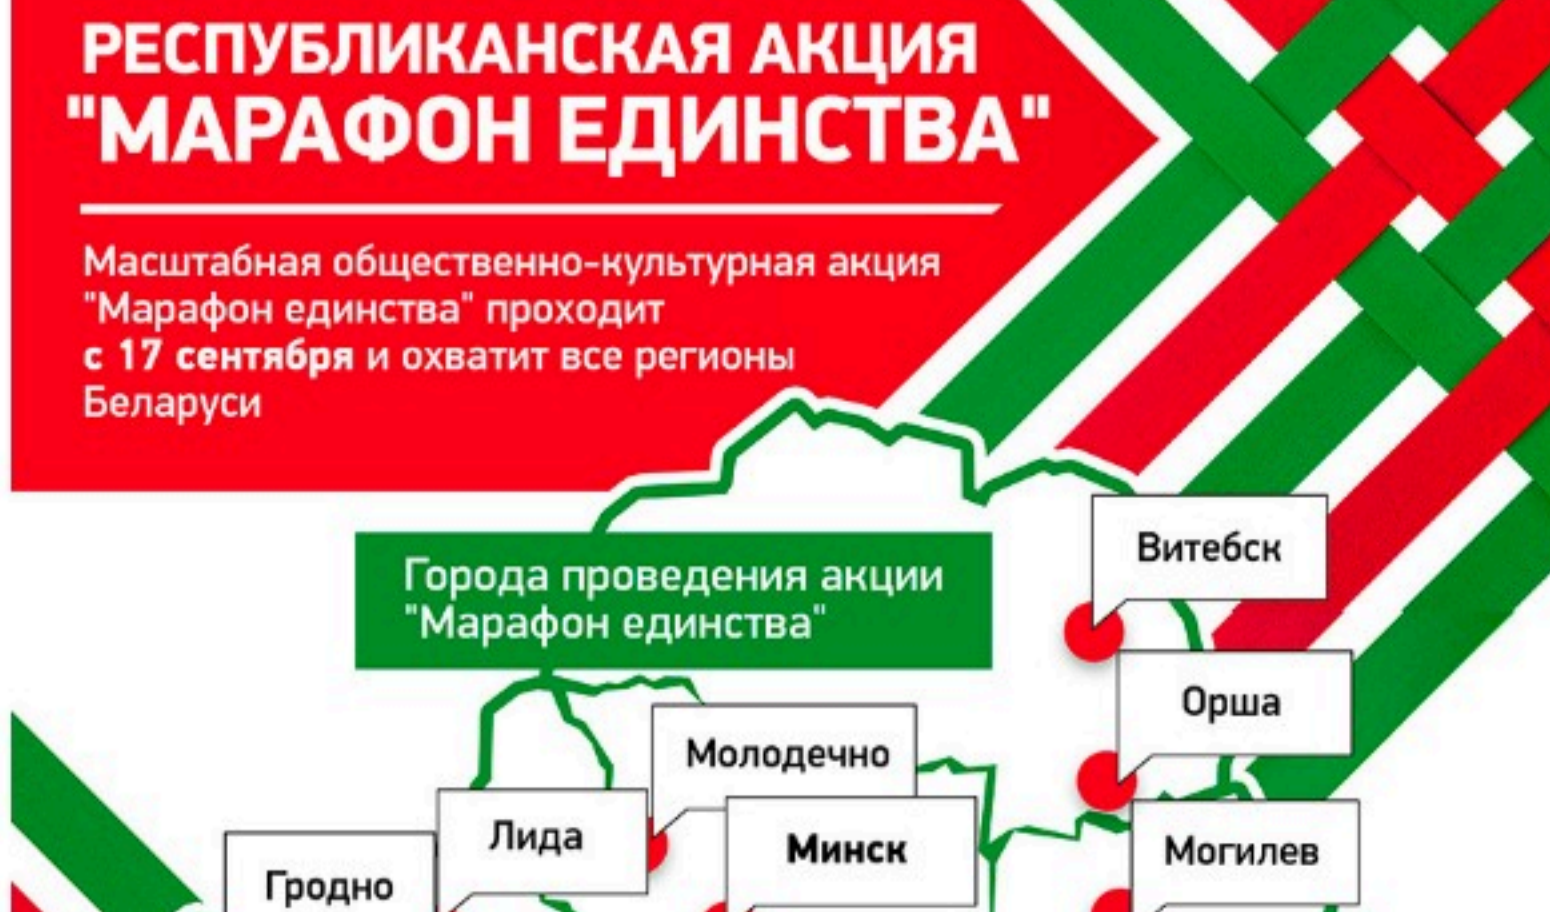 РЕСПУБЛИКАНСКАЯ АКЦИЯ
"МАРАФОН ЕДИНСТВА"
Масштабная общественно-культурная акция
"Марафон единства" проходит
с 17 сентября и охватит все регионы
Беларуси
Города проведения акции
"Марафон единства"
Витебск
Орша
Молодечно
Лида
Минск
Могилев
Гродно